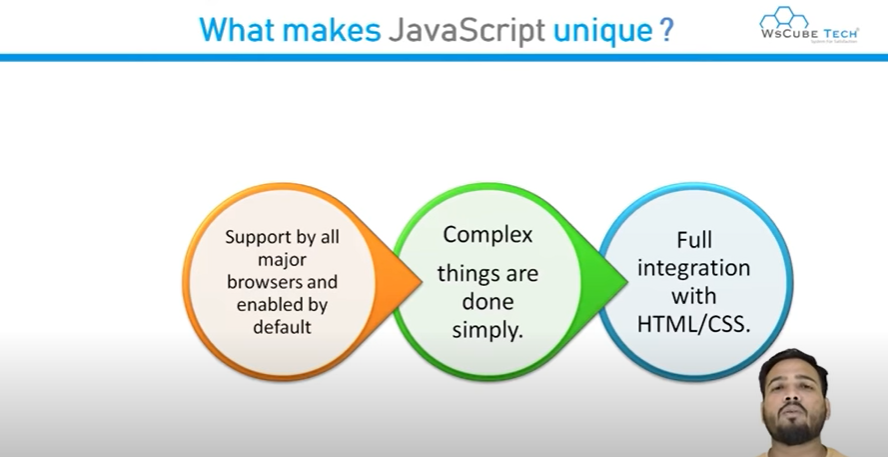 What makes JavaScript unique ?
WSCUBE TECH
Support by all
major
browsers and
enabled by
default
Complex
things are
done
simply.
Full
integration
with
HTML/CSS.